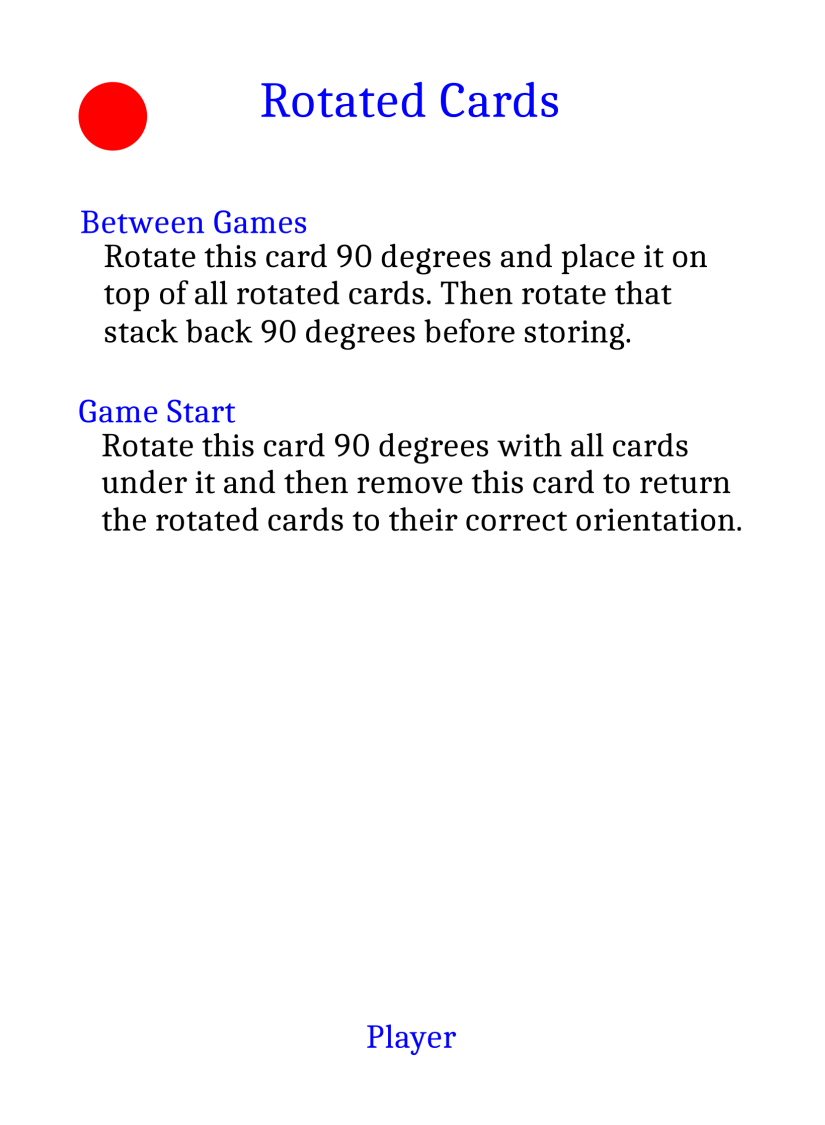 Rotated Cards
Between Games
Rotate this card 90 degrees and place it on
top of all rotated cards. Then rotate that
stack back 90 degrees before storing.
Game Start
Rotate this card 90 degrees with all cards
under it and then remove this card to return
the rotated cards to their correct orientation.
Player